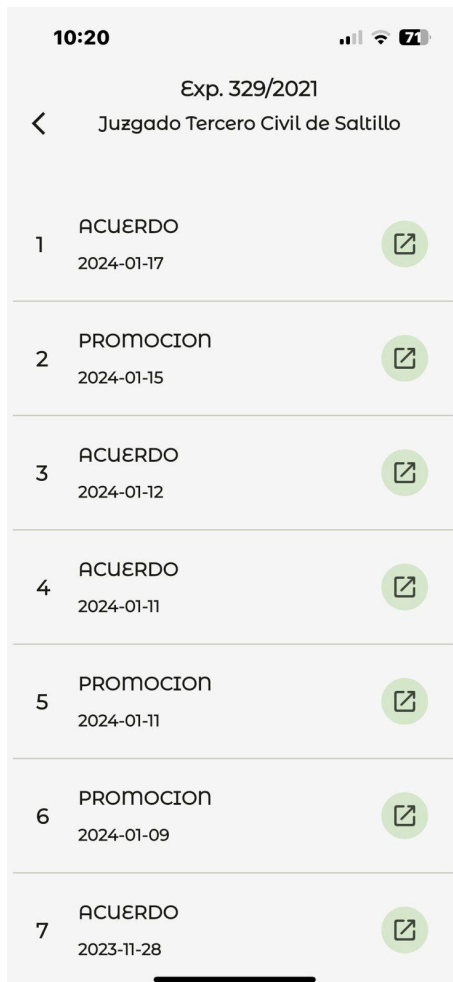 10:20
71
Exp. 329/2021
Juzgado Tercero Civil de Saltillo
1
ACUERDO
2024-01-17
2
PROMOCION
2024-01-15
3
ACUERDO
2024-01-12
4
ACUERDO
2024-01-11
5
PROMOCION
2024-01-11
6
PROMOCION
2024-01-09
7
ACUERDO
2023-11-28